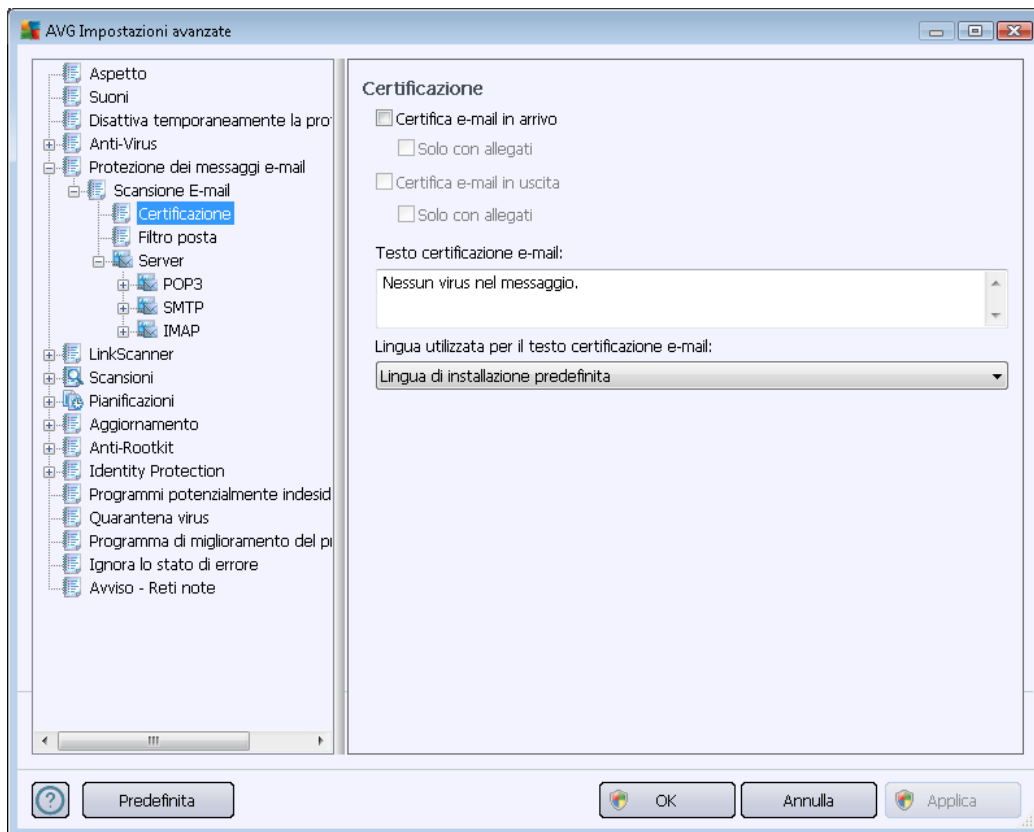 AVG Impostazioni avanzate
Aspetto
Suoni
Disattiva temporaneamente la pro
Anti-Virus
Protezione dei messaggi e-mail
Scansione E-mail
Certificazione
Filtro posta
Server
POP3
SMTP
IMAP
LinkScanner
Scansioni
Pianificazioni
Aggiornamento
Anti-Rootkit
Identity Protection
Programmi potenzialmente indesid
Quarantena virus
Programma di miglioramento del pr
Ignora lo stato di errore
Avviso - Reti note
Certificazione
Certifica e-mail in arrivo
Solo con allegati
Certifica e-mail in uscita
Solo con allegati
Testo certificazione e-mail:
Nessun virus nel messaggio.
Lingua utilizzata per il testo certificazione e-mail:
Lingua di installazione predefinita
Predefinita
OK
Annulla
Applica